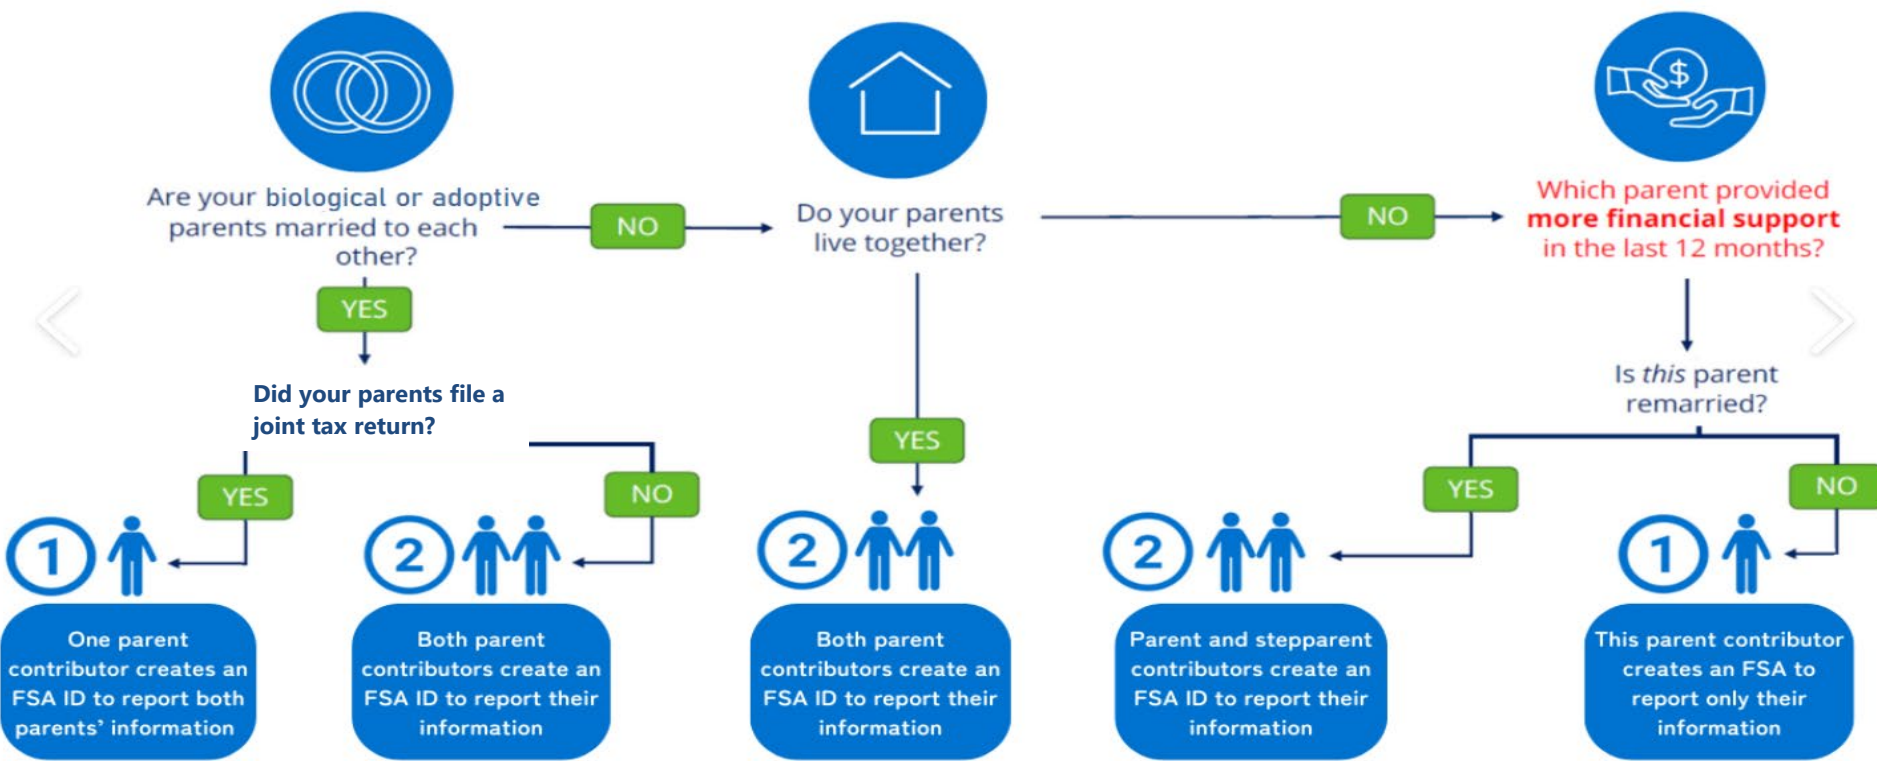 $
Are your biological or adoptive
parents married to each
other?
NO
Do your parents
live together?
NO
Which parent provided
more financial support
in the last 12 months?
YES
Did your parents file a
joint tax return?
YES
NO
YES
Is this parent
remarried?
YES
NO
1
2
2
2
1
One parent
contributor creates an
FSA ID to report both
parents’ information
Both parent
contributors create an
FSA ID to report their
information
Both parent
contributors create an
FSA ID to report their
information
Parent and stepparent
contributors create an
FSA ID to report their
information
This parent contributor
creates an FSA to
report only their
information